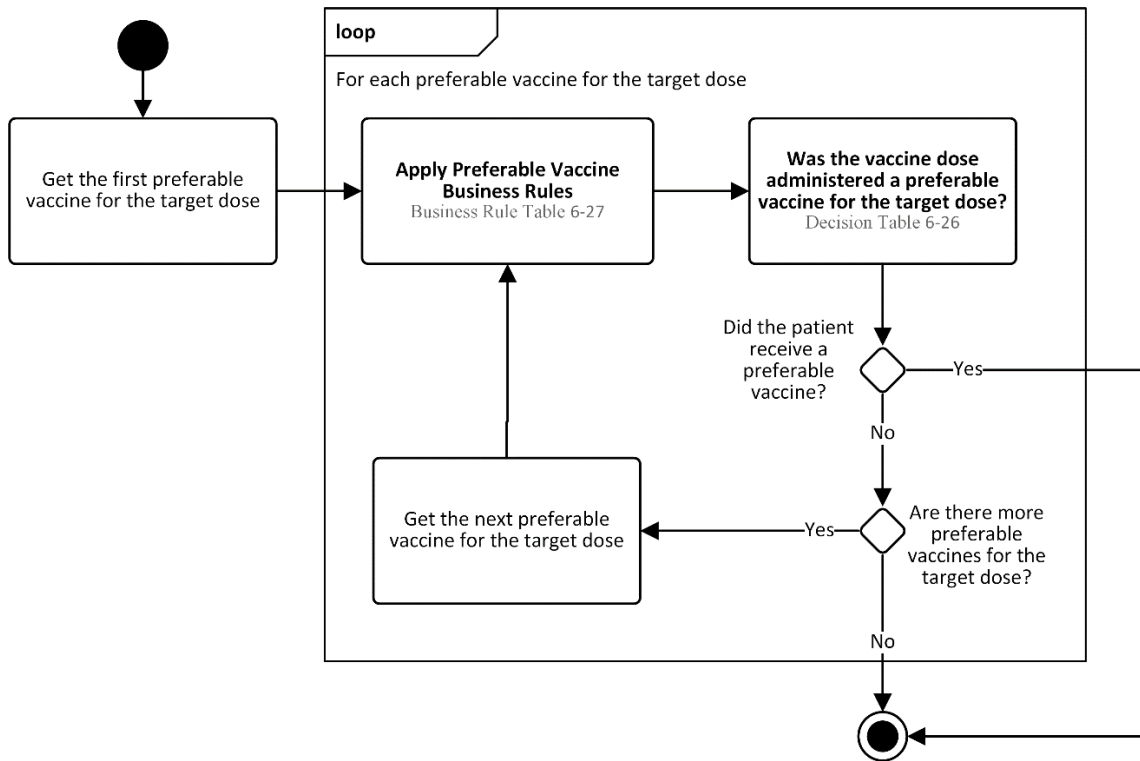 loop
For each preferable vaccine for the target dose
Get the first preferable
vaccine for the target dose
Apply Preferable Vaccine
Business Rules
Business Rule Table 6-27
Was the vaccine dose
administered a preferable
vaccine for the target dose?
Decision Table 6-26
Did the patient
receive a
preferable
vaccine?
Yes
No
Get the next preferable
vaccine for the target dose
Yes
Are there more
preferable
vaccines for the
target dose?
No